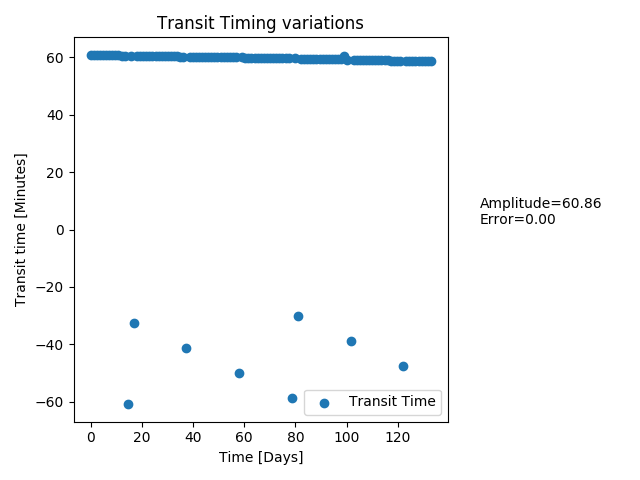 Transit Timing variations
Transit time [Minutes]
60
40
20
0
−20
−40
−60
0 20 40 60 80 100 120
Time [Days]
Transit Time
Amplitude=60.86
Error=0.00